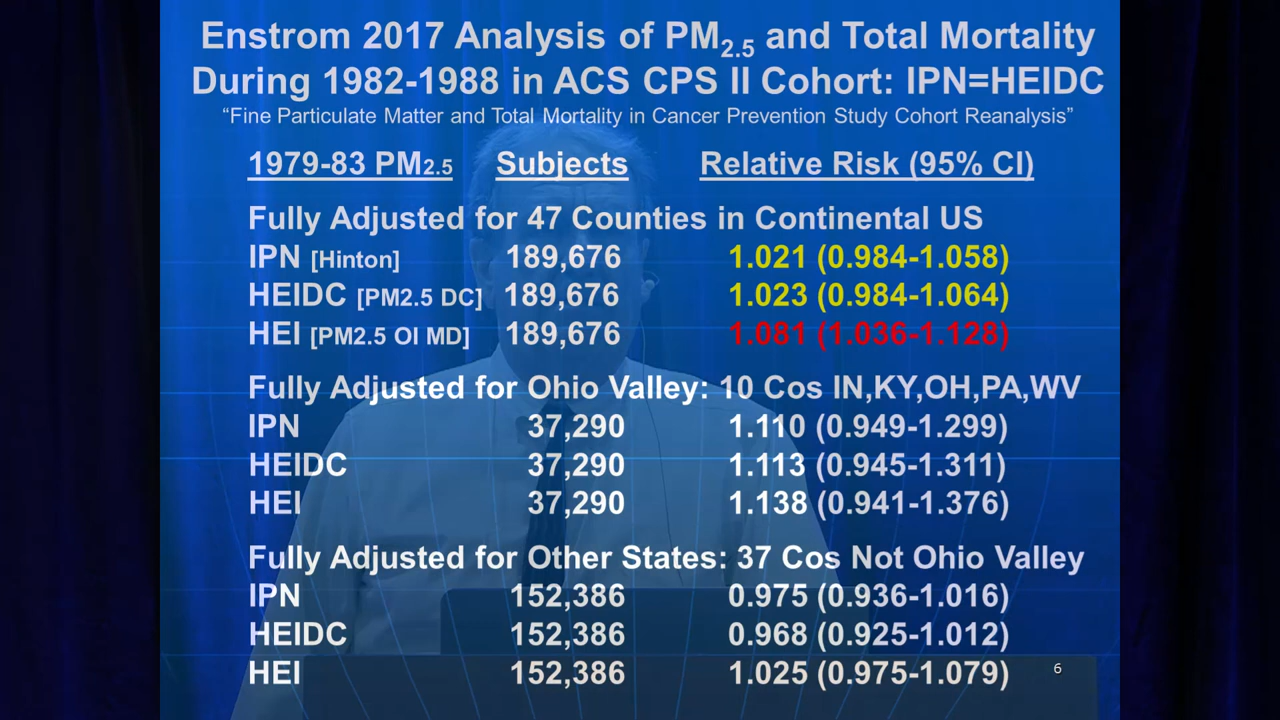 Enstrom 2017 Analysis of PM2.5 and Total Mortality
During 1982-1988 in ACS CPS II Cohort: IPN=HEIDC
“Fine Particulate Matter and Total Mortality in Cancer Prevention Study Cohort Reanalysis”
1979-83 PM2.5 Subjects Relative Risk (95% CI)
Fully Adjusted for 47 Counties in Continental US
IPN [Hinton] 189,676 1.021 (0.984-1.058)
HEIDC [PM2.5 DC] 189,676 1.023 (0.984-1.064)
HEI [PM2.5 OI MD] 189,676 1.081 (1.036-1.128)
Fully Adjusted for Ohio Valley: 10 Cos IN,KY,OH,PA,WV
IPN 37,290 1.110 (0.949-1.299)
HEIDC 37,290 1.113 (0.945-1.311)
HEI 37,290 1.138 (0.941-1.376)
Fully Adjusted for Other States: 37 Cos Not Ohio Valley
IPN 152,386 0.975 (0.936-1.016)
HEIDC 152,386 0.968 (0.925-1.012)
HEI 152,386 1.025 (0.975-1.079)
6